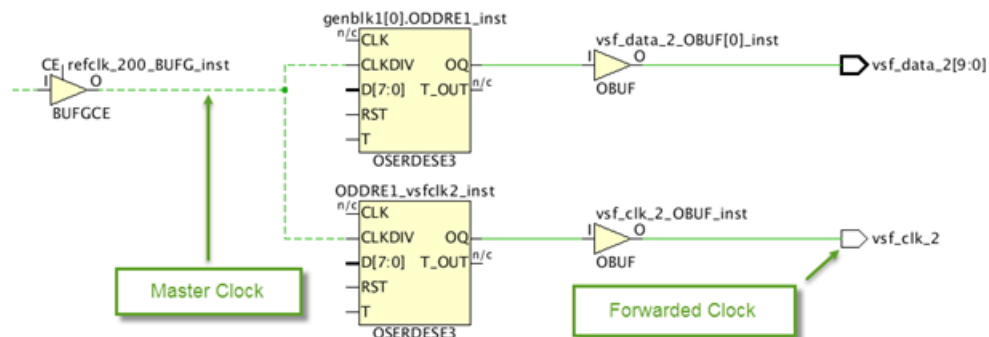 genblk1[0].ODDRE1_inst
n/c CLK
CLKDIV OQ
D[7:0] T_OUT n/c
RST
T
OSERDESE3
vsf_data_2_OBUF[0]_inst
I O
OBUF
vsf_data_2[9:0]
CE refclk_200_BUFG_inst
I O
BUFGCE
ODDRE1_vsfclk2_inst
n/c CLK
CLKDIV OQ
D[7:0] T_OUT n/c
RST
T
OSERDESE3
vsf_clk_2_OBUF_inst
I O
OBUF
vsf_clk_2
Master Clock
Forwarded Clock